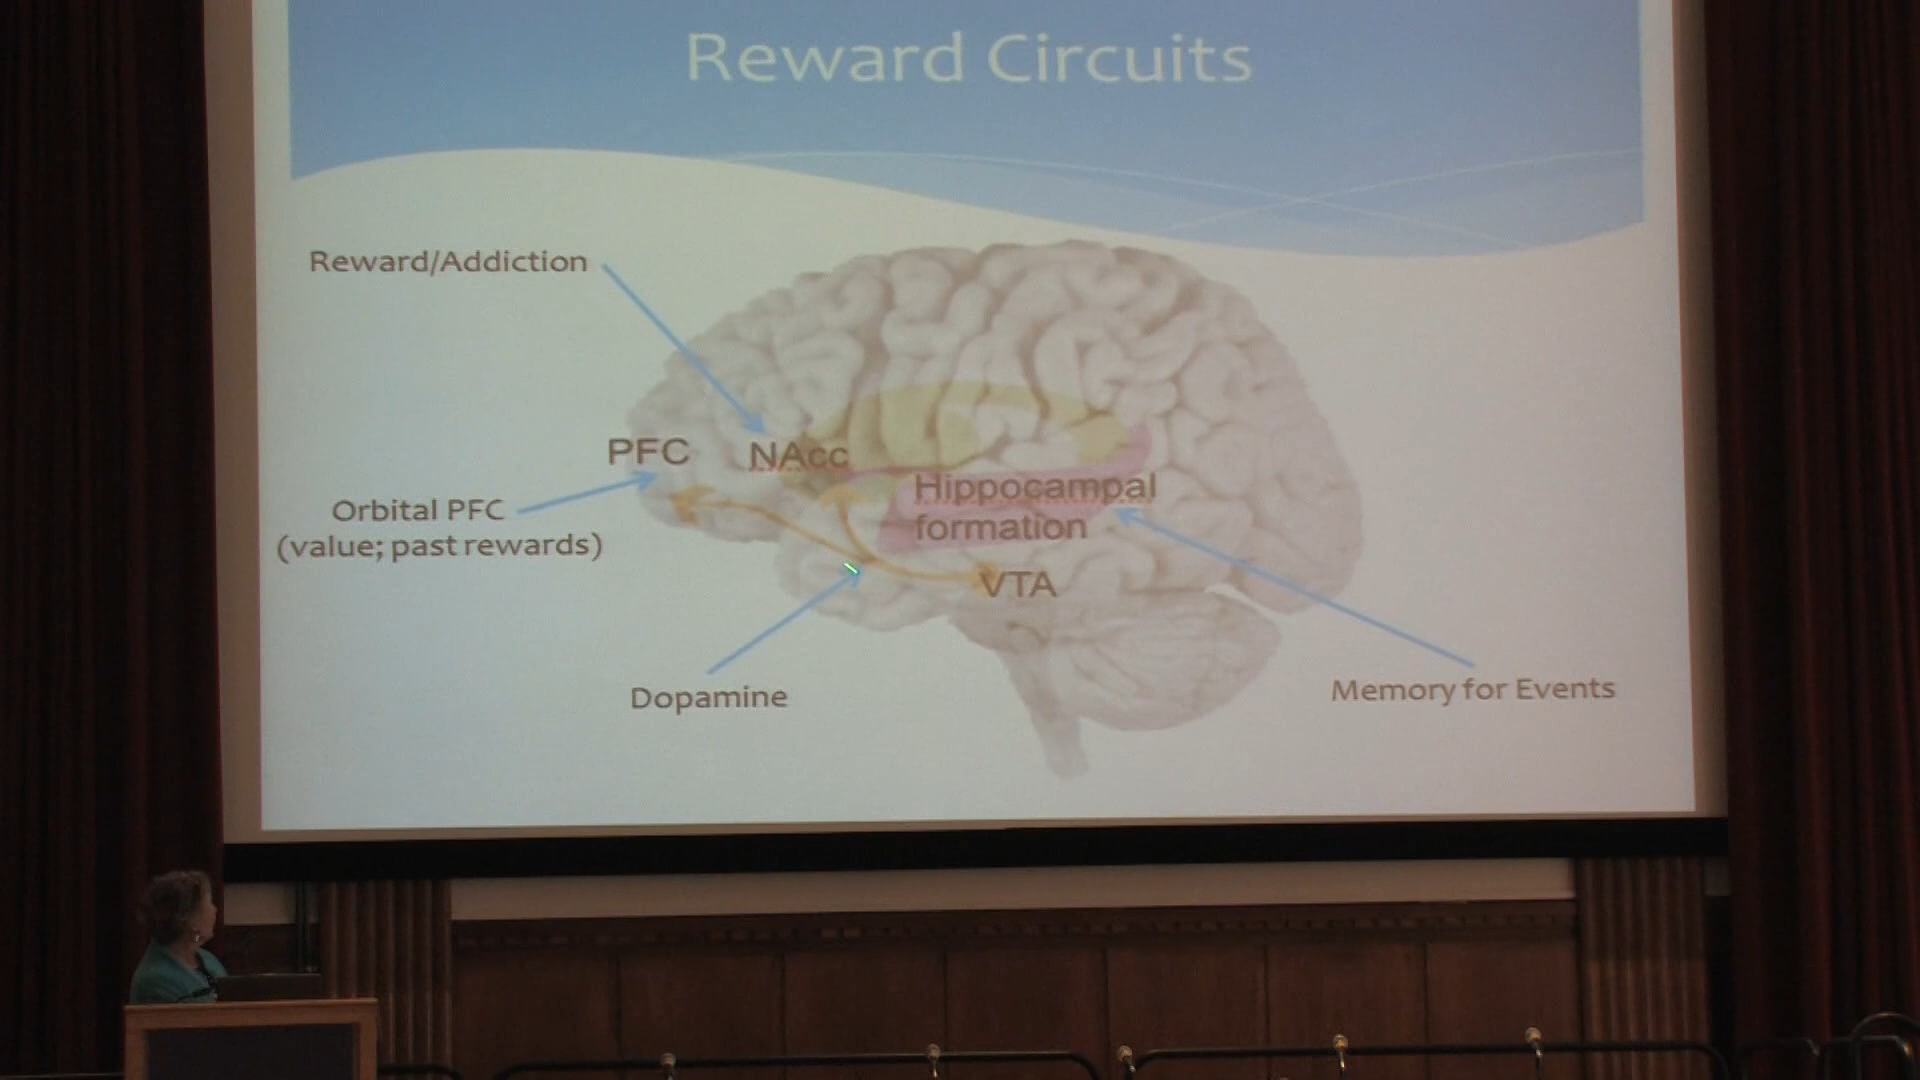 Reward Circuits
Reward/Addiction
PFC
NAcc
Hippocampal
formation
Orbital PFC
(value; past rewards)
VTA
Dopamine
Memory for Events